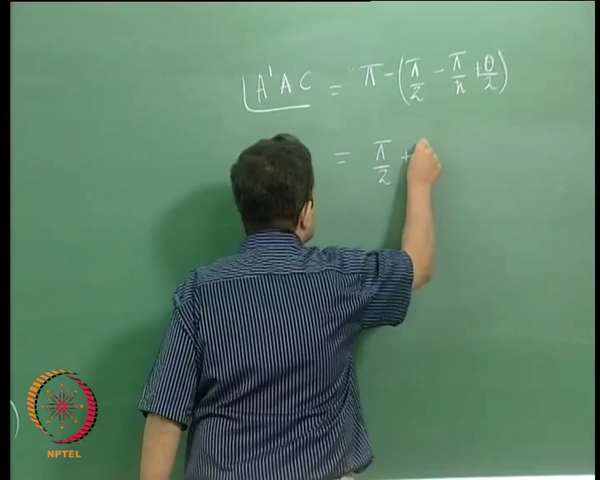 ∠A'AC = π - (π/2 - π/n + θ/2)
= π/2 +
)
NPTEL